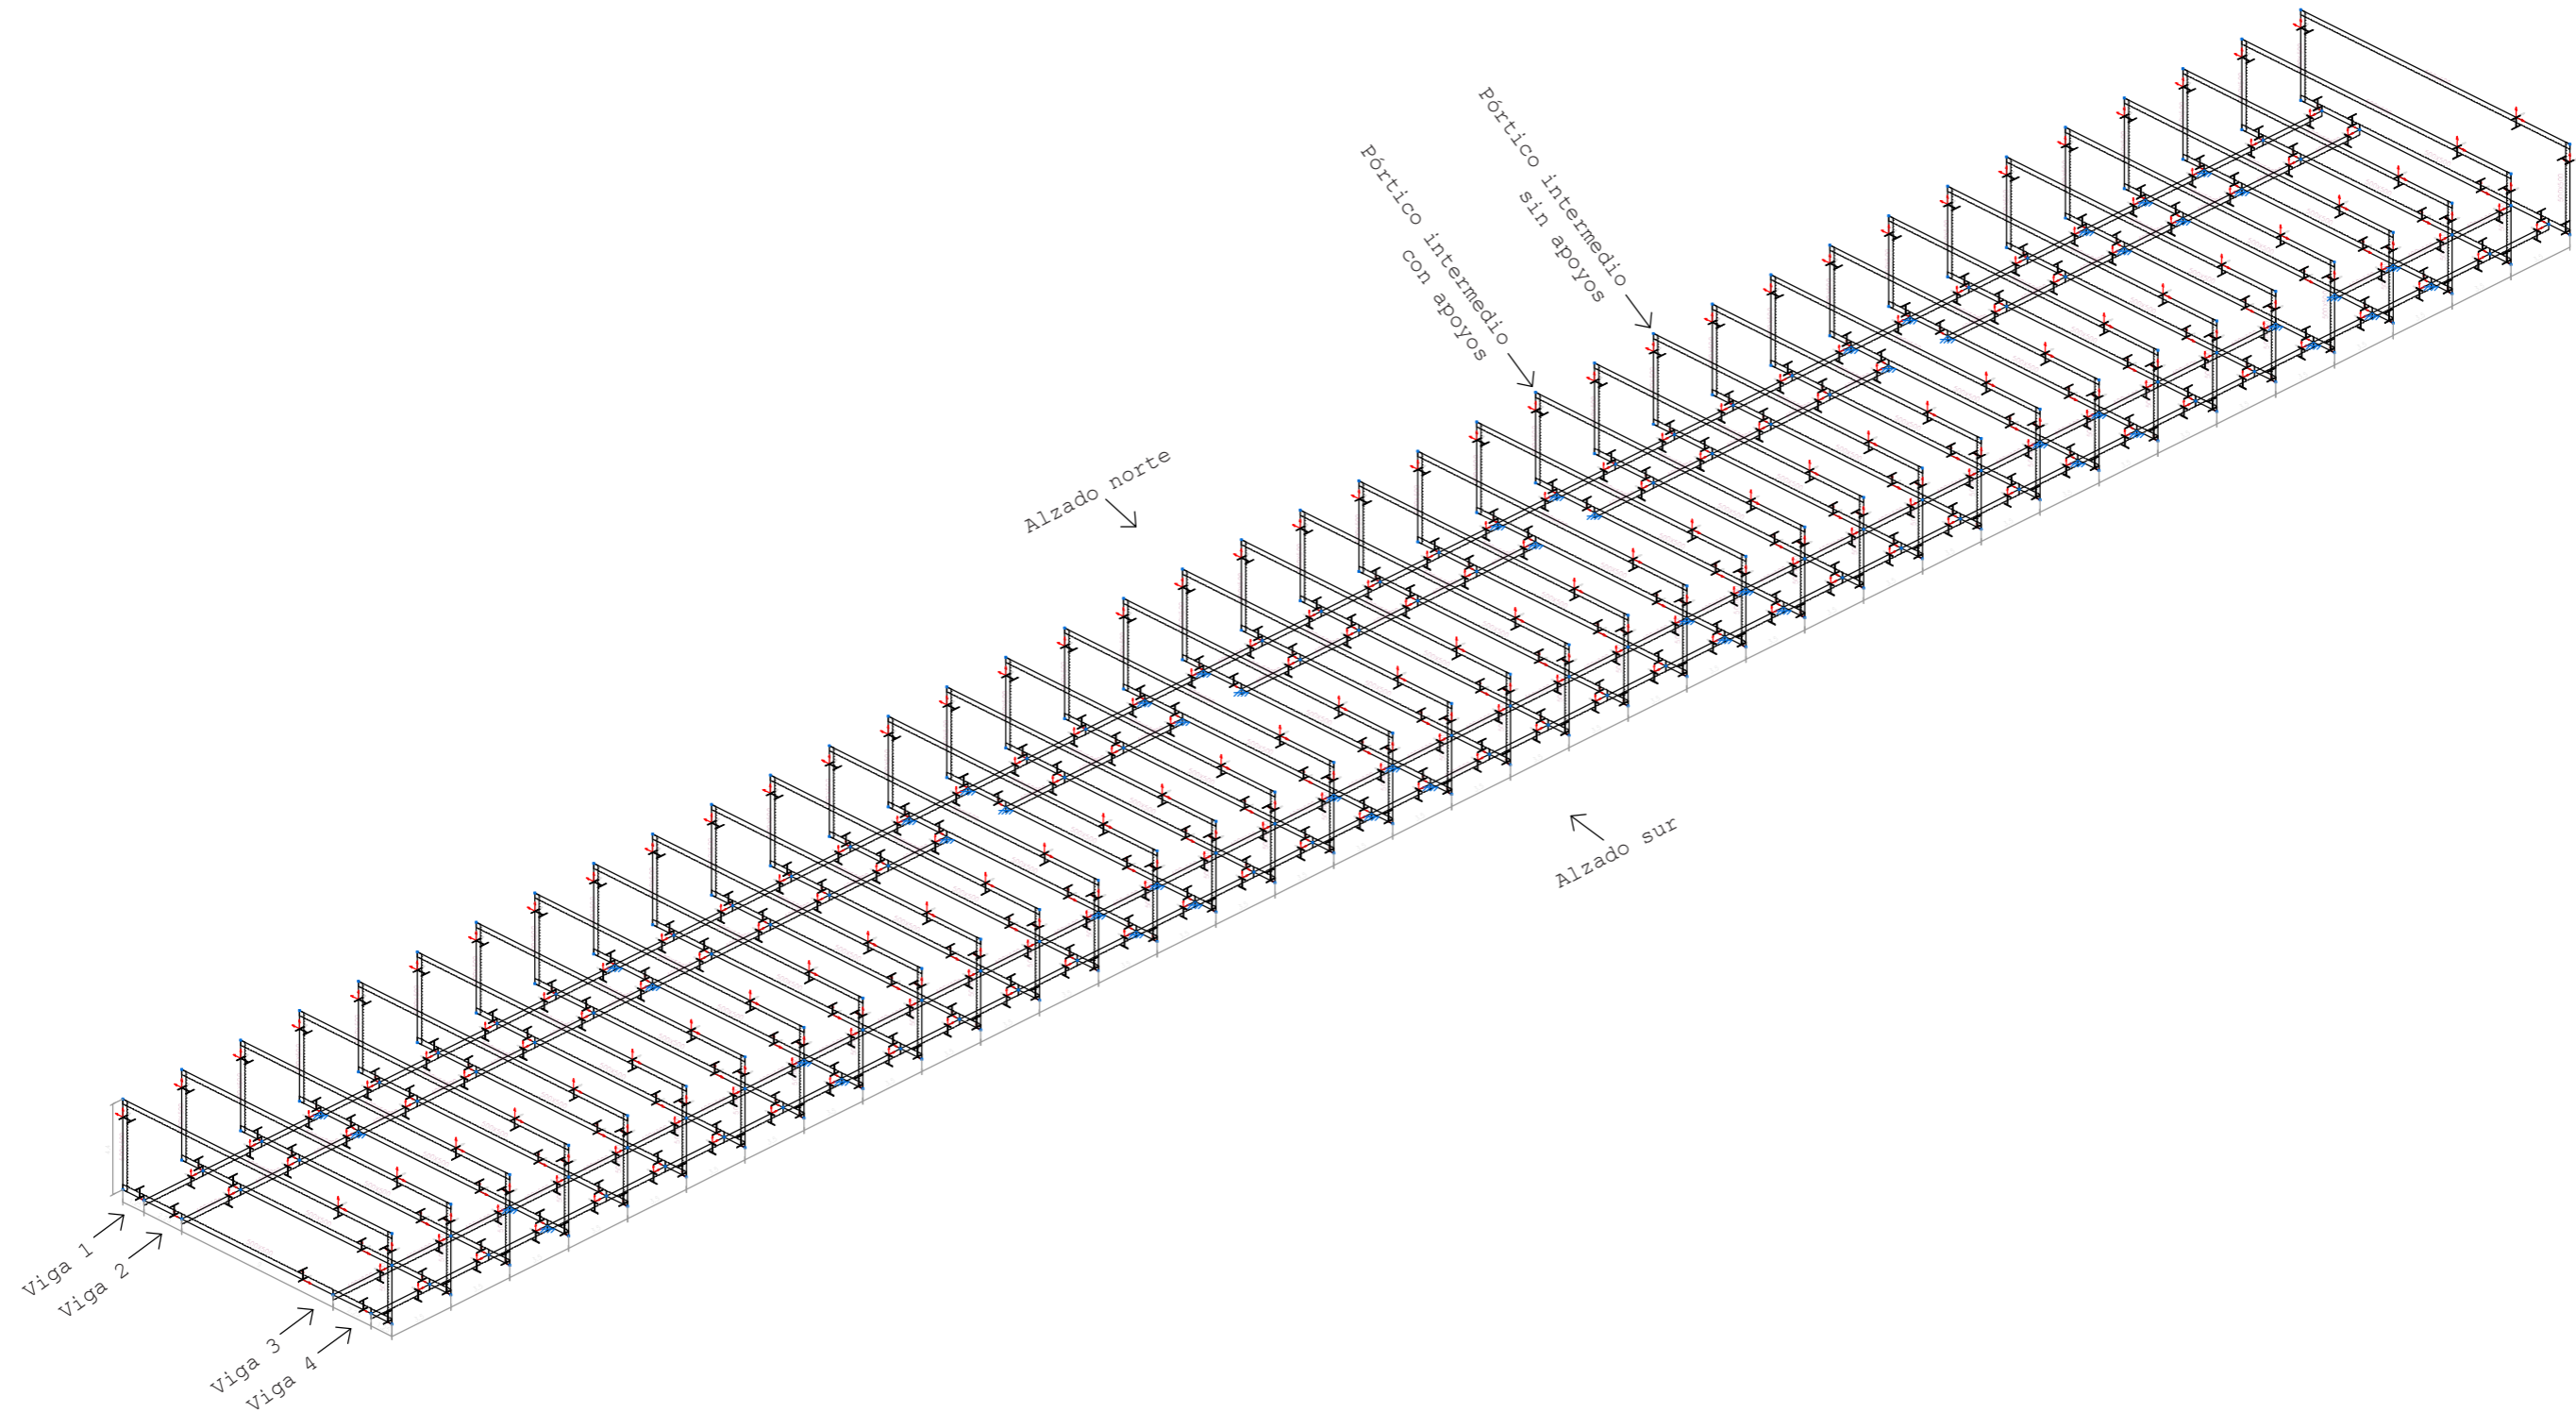 Pórtico intermedio
sin apoyos
Pórtico intermedio
con apoyos
Alzado norte
Alzado sur
Viga 1
Viga 2
Viga 3
Viga 4